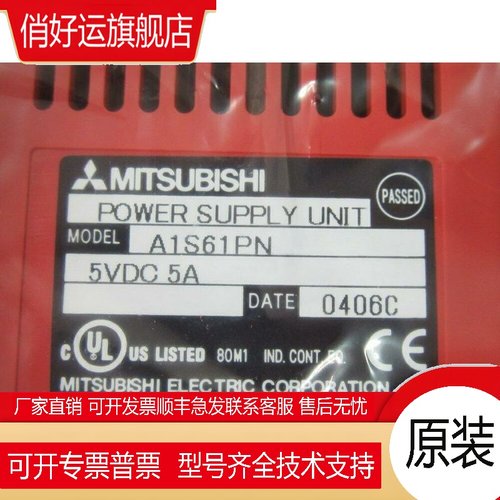 俏好运旗舰店
MITSUBISHI
PASSED
POWER SUPPLY UNIT
MODEL A1S61PN
5VDC 5A
DATE 0406C
C UL US LISTED 80M1 IND. CONT. EQ. CE
MITSUBISHI ELECTRIC CORPORATION
厂家直销 可开发票顺丰急发联系客服 售后无忧
可开专票普票 型号齐全技术支持
原装